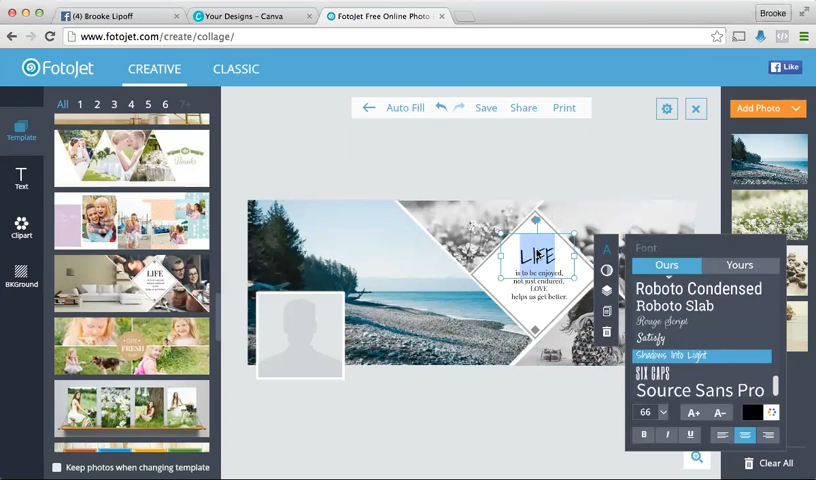 (4) Brooke Lipoff
Your Designs - Canva
FotoJet Free Online Photo
Brooke
www.fotojet.com/create/collage/
FotoJet
CREATIVE
CLASSIC
Like
All 1 2 3 4 5 6 7+
Auto Fill
Save
Share
Print
Add Photo
Template
Text
Clipart
BKGround
Thanks
LIFE
FRESH
LIFE
is to be enjoyed,
not just endured.
LOVE
helps us get better.
A
Font
Ours
Yours
Roboto Condensed
Roboto Slab
Rouge Script
Satisfy
Shadows Into Light
Six Caps
Source Sans Pro
66
A+ A-
B I U
Keep photos when changing template
Clear All